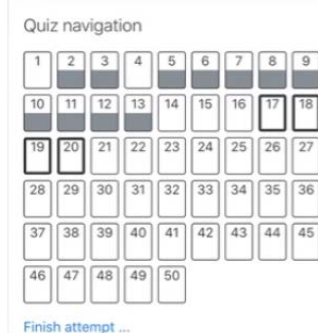 Quiz navigation
1 2 3 4 5 6 7 8 9
10 11 12 13 14 15 16 17 18
19 20 21 22 23 24 25 26 27
28 29 30 31 32 33 34 35 36
37 38 39 40 41 42 43 44 45
46 47 48 49 50
Finish attempt ...